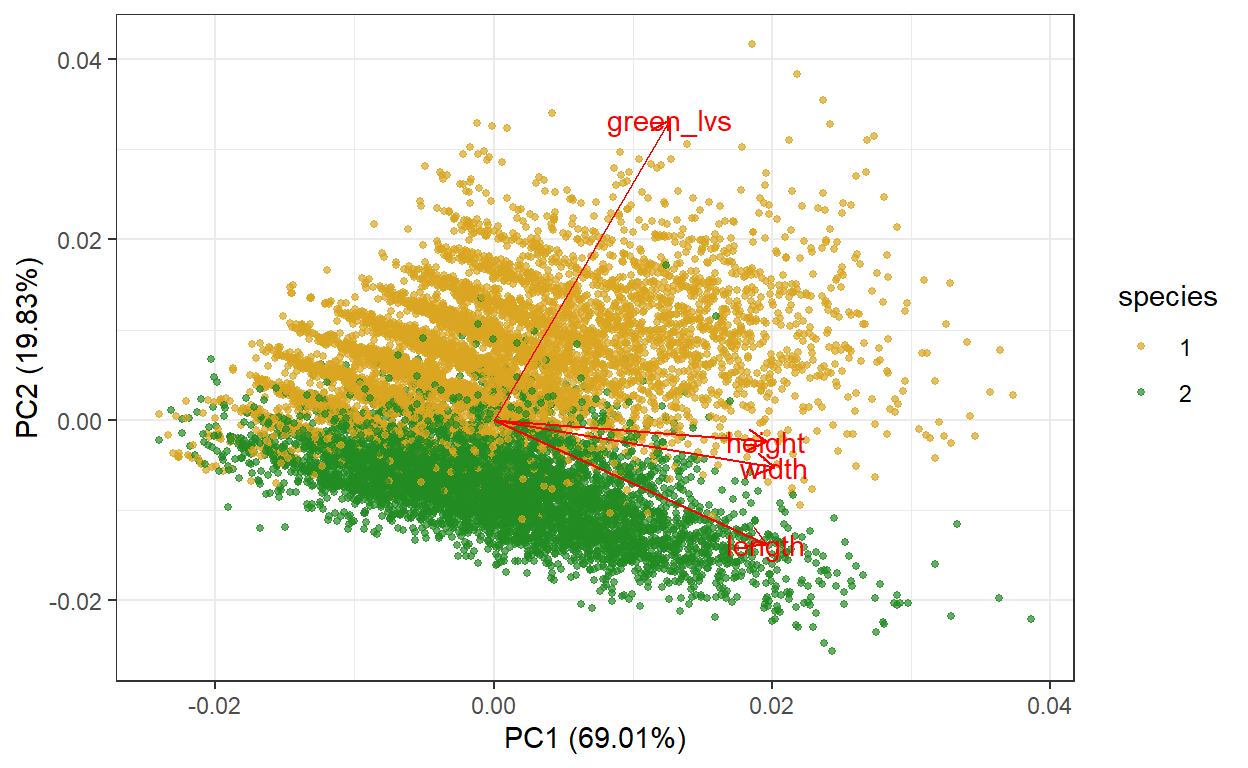 0.04
0.02
0.00
-0.02
PC2 (19.83%)
green_lvs
height
width
length
-0.02
0.00
0.02
0.04
PC1 (69.01%)
species
1
2